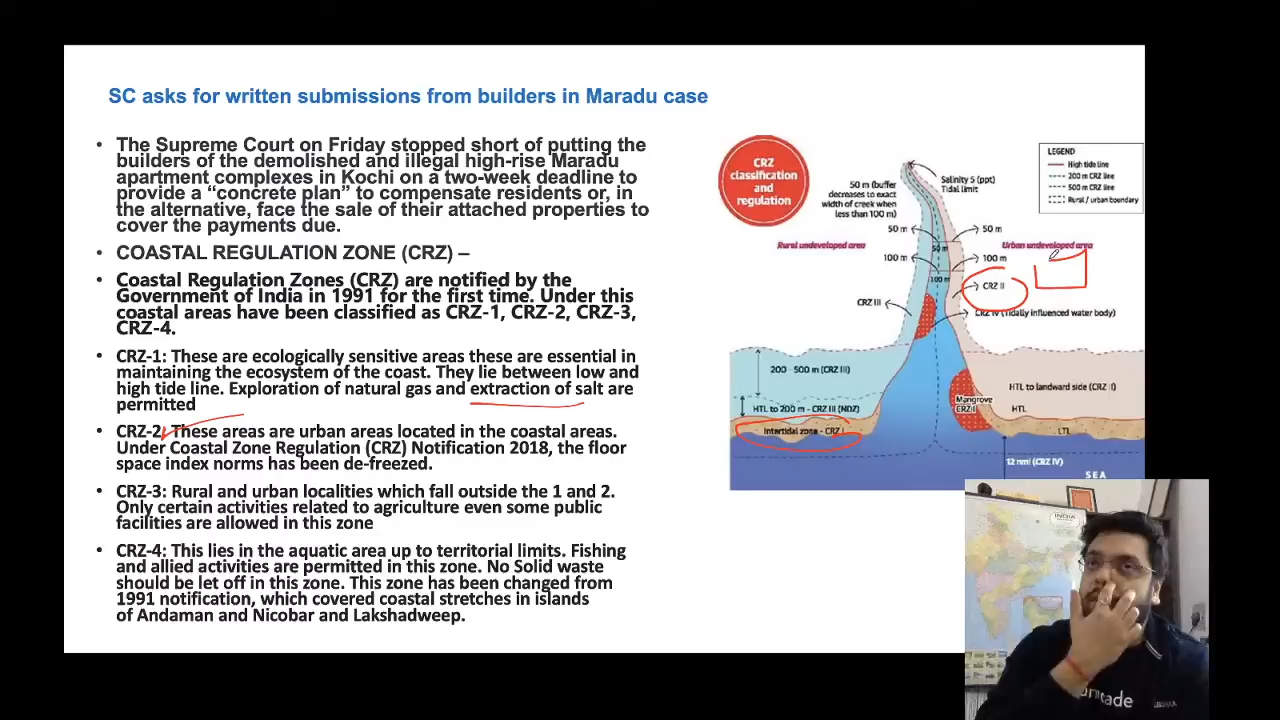 SC asks for written submissions from builders in Maradu case
• The Supreme Court on Friday stopped short of putting the
builders of the demolished and illegal high-rise Maradu
apartment complexes in Kochi on a two-week deadline to
provide a “concrete plan” to compensate residents or, in
the alternative, face the sale of their attached properties to
cover the payments due.
• COASTAL REGULATION ZONE (CRZ) –
• Coastal Regulation Zones (CRZ) are notified by the
Government of India in 1991 for the first time. Under this
coastal areas have been classified as CRZ-1, CRZ-2, CRZ-3,
CRZ-4.
• CRZ-1: These are ecologically sensitive areas these are essential in
maintaining the ecosystem of the coast. They lie between low and
high tide line. Exploration of natural gas and extraction of salt are
permitted
• CRZ-2: These areas are urban areas located in the coastal areas.
Under Coastal Zone Regulation (CRZ) Notification 2018, the floor
space index norms has been de-freezed.
• CRZ-3: Rural and urban localities which fall outside the 1 and 2.
Only certain activities related to agriculture even some public
facilities are allowed in this zone
• CRZ-4: This lies in the aquatic area up to territorial limits. Fishing
and allied activities are permitted in this zone. No Solid waste
should be let off in this zone. This zone has been changed from
1991 notification, which covered coastal stretches in islands
of Andaman and Nicobar and Lakshadweep.
CRZ
classification
and
regulation
50 m (buffer
decreases to exact
width of creek when
less than 100 m)
Salinity 5 (ppt)
Tidal limit
LEGEND
High tide line
200 m CRZ line
500 m CRZ line
Rural / urban boundary
50 m
50 m
Rural undeveloped area
50 m
Urban undeveloped area
100 m
100 m
100 m
CRZ II
CRZ III
CRZ IV (Tidally influenced water body)
200 - 500 m (CRZ III)
HTL to landward side (CRZ II)
Mangrove
HTL to 200 m - CRZ III (NDZ)
HTL
Intertidal zone - CRZ I
LTL
12 nml (CRZ IV)
SEA
INDIA